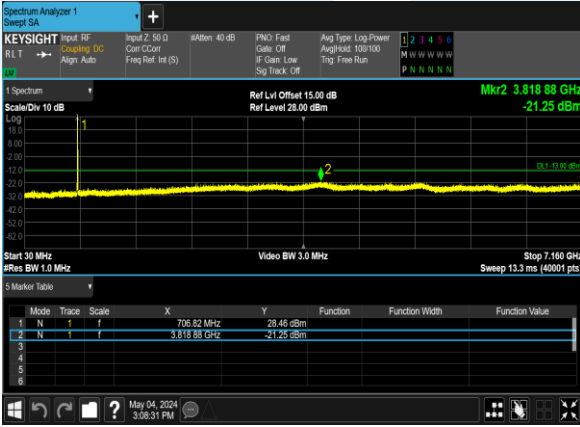 Spectrum Analyzer 1
Swept SA
KEYSIGHT Input: RF Input Z: 50 Ω #Atten: 40 dB PNO: Fast Avg Type: Log-Power 1 2 3 4 5 6
RLT Coupling: DC Corr CCorr Gate: Off Avg|Hold: 100/100 M W W W W W
Align: Auto Freq Ref: Int (S) IF Gain: Low Trig: Free Run
Sig Track: Off P N N N N N
LV
1 Spectrum Ref Lvl Offset 15.00 dB Mkr2 3.818 88 GHz
Scale/Div 10 dB Ref Level 28.00 dBm -21.25 dBm
Log
1
18.0
8.00
-2.00
-12.0 2 DL1 -13.00 dBm
-22.0
-32.0
-42.0
-52.0
-62.0
Start 30 MHz Video BW 3.0 MHz Stop 7.160 GHz
#Res BW 1.0 MHz Sweep 13.3 ms (40001 pts)
5 Marker Table
Mode Trace Scale X Y Function Function Width Function Value
1 N 1 f 706.82 MHz 28.46 dBm
2 N 1 f 3.818 88 GHz -21.25 dBm
3
4
5
6
? May 04, 2024
3:08:31 PM